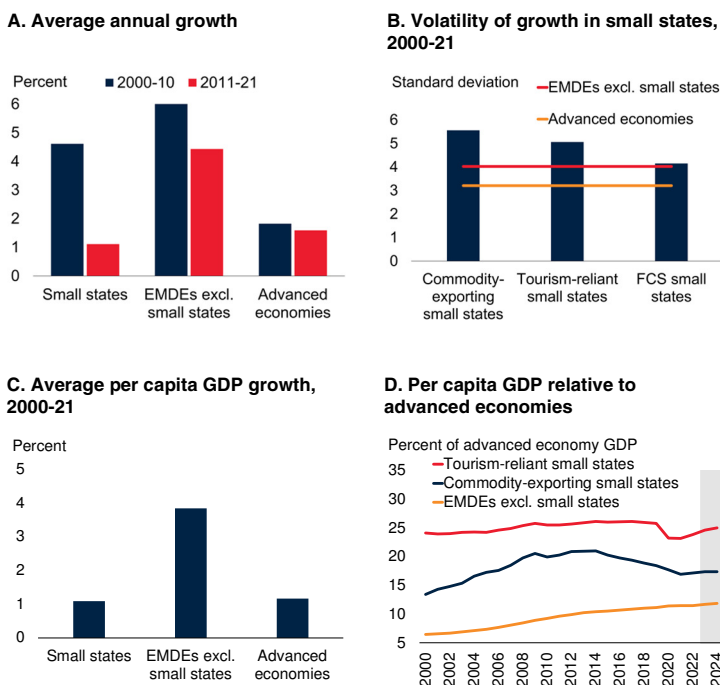 A. Average annual growth
Percent
2000-10
2011-21
6
5
4
3
2
1
0
Small states
EMDEs excl.
small states
Advanced
economies
B. Volatility of growth in small states,
2000-21
Standard deviation
EMDEs excl. small states
Advanced economies
6
5
4
3
2
1
0
Commodity-
exporting
small states
Tourism-reliant
small states
FCS small
states
C. Average per capita GDP growth,
2000-21
Percent
5
4
3
2
1
0
Small states
EMDEs excl.
small states
Advanced
economies
D. Per capita GDP relative to
advanced economies
Percent of advanced economy GDP
Tourism-reliant small states
Commodity-exporting small states
EMDEs excl. small states
35
30
25
20
15
10
5
2000
2002
2004
2006
2008
2010
2012
2014
2016
2018
2020
2022
2024